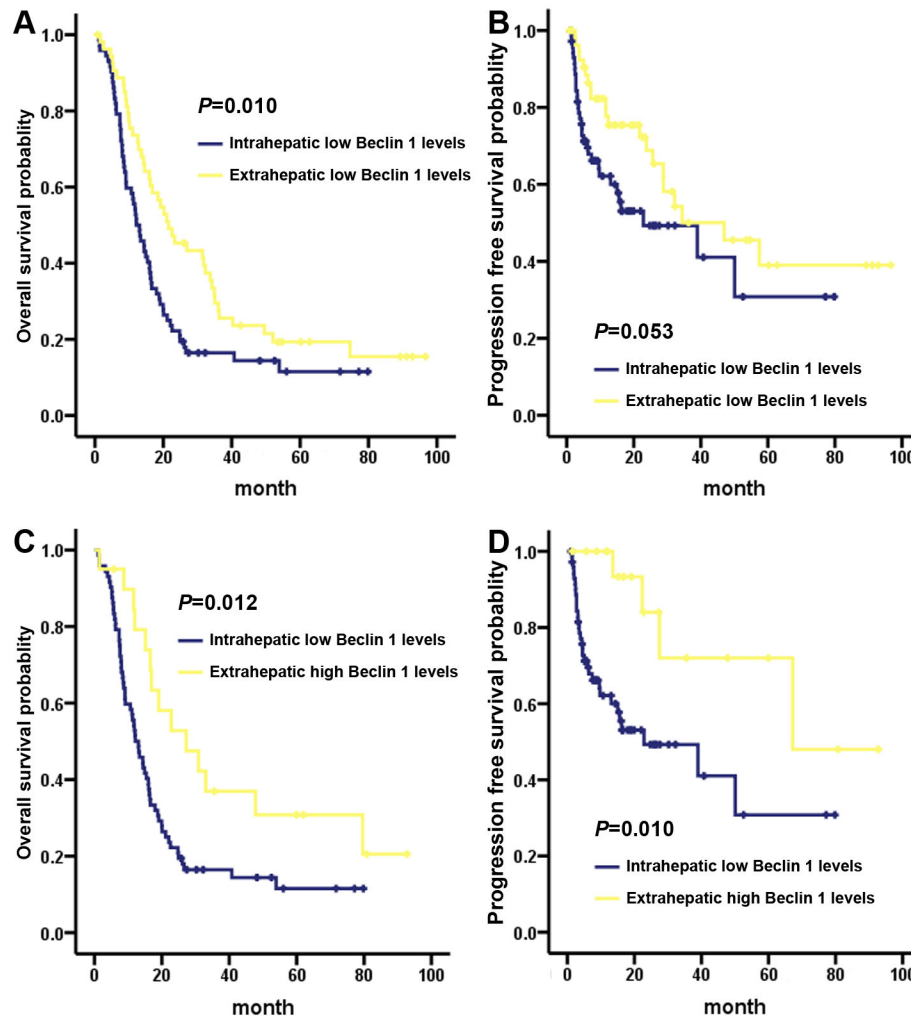 A
Overall survival probablity
1.0
0.8
0.6
0.4
0.2
0.0
P=0.010
Intrahepatic low Beclin 1 levels
Extrahepatic low Beclin 1 levels
0 20 40 60 80 100
month
B
Progression free survival probablity
1.0
0.8
0.6
0.4
0.2
0.0
P=0.053
Intrahepatic low Beclin 1 levels
Extrahepatic low Beclin 1 levels
0 20 40 60 80 100
month
C
Overall survival probablity
1.0
0.8
0.6
0.4
0.2
0.0
P=0.012
Intrahepatic low Beclin 1 levels
Extrahepatic high Beclin 1 levels
0 20 40 60 80 100
month
D
Progression free survival probablity
1.0
0.8
0.6
0.4
0.2
0.0
P=0.010
Intrahepatic low Beclin 1 levels
Extrahepatic high Beclin 1 levels
0 20 40 60 80 100
month